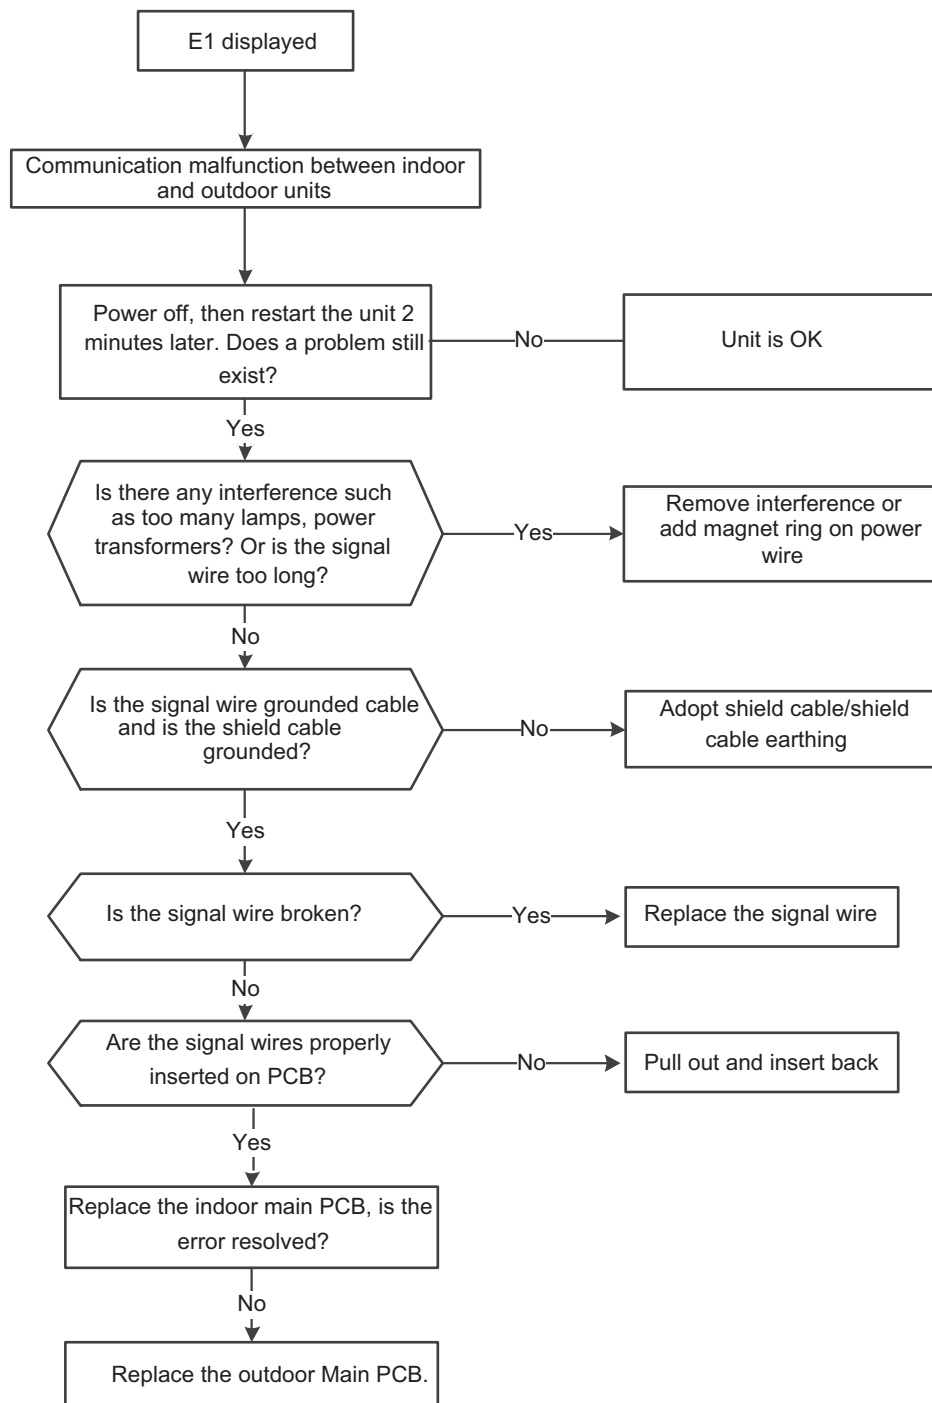 E1 displayed
Communication malfunction between indoor
and outdoor units
Power off, then restart the unit 2
minutes later. Does a problem still
exist?
No
Unit is OK
Yes
Is there any interference such
as too many lamps, power
transformers? Or is the signal
wire too long?
Yes
Remove interference or
add magnet ring on power
wire
No
Is the signal wire grounded cable
and is the shield cable
grounded?
No
Adopt shield cable/shield
cable earthing
Yes
Is the signal wire broken?
Yes
Replace the signal wire
No
Are the signal wires properly
inserted on PCB?
No
Pull out and insert back
Yes
Replace the indoor main PCB, is the
error resolved?
No
Replace the outdoor Main PCB.